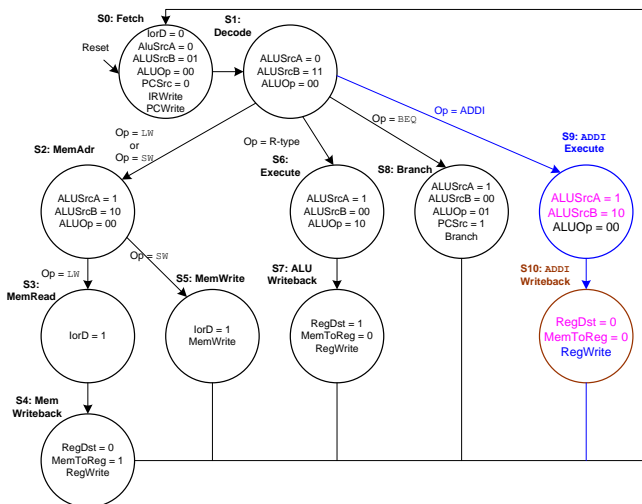 S0: Fetch
S1:
Decode
Reset
IorD = 0
AluSrcA = 0
ALUSrcB = 01
ALUOp = 00
PCSrc = 0
IRWrite
PCWrite
ALUSrcA = 0
ALUSrcB = 11
ALUOp = 00
Op = LW
or
Op = SW
Op = R-type
Op = BEQ
Op = ADDI
S2: MemAdr
ALUSrcA = 1
ALUSrcB = 10
ALUOp = 00
S6:
Execute
ALUSrcA = 1
ALUSrcB = 00
ALUOp = 10
S8: Branch
ALUSrcA = 1
ALUSrcB = 00
ALUOp = 01
PCSrc = 1
Branch
S9: ADDI
Execute
ALUSrcA = 1
ALUSrcB = 10
ALUOp = 00
Op = LW
Op = SW
S3:
MemRead
IorD = 1
S5: MemWrite
IorD = 1
MemWrite
S7: ALU
Writeback
RegDst = 1
MemToReg = 0
RegWrite
S10: ADDI
Writeback
RegDst = 0
MemToReg = 0
RegWrite
S4: Mem
Writeback
RegDst = 0
MemToReg = 1
RegWrite